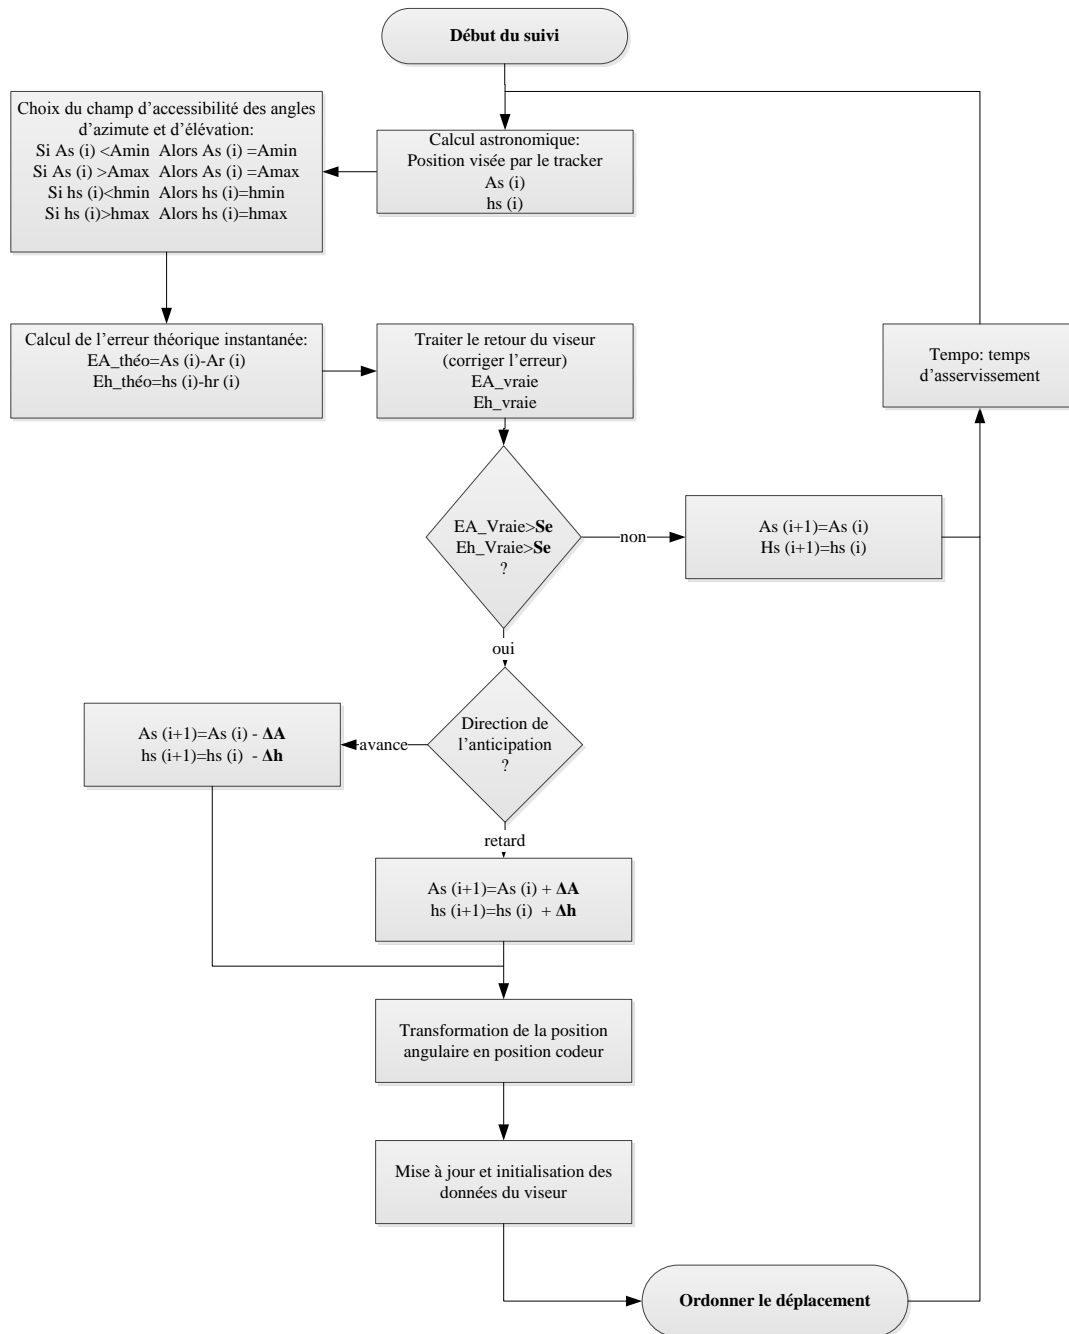 Début du suivi
Calcul astronomique:
Position visée par le tracker
As (i)
hs (i)
Choix du champ d’accessibilité des angles
d’azimute et d’élévation:
Si As (i) <Amin Alors As (i) =Amin
Si As (i) >Amax Alors As (i) =Amax
Si hs (i)<hmin Alors hs (i)=hmin
Si hs (i)>hmax Alors hs (i)=hmax
Calcul de l’erreur théorique instantanée:
EA_théo=As (i)-Ar (i)
Eh_théo=hs (i)-hr (i)
Traiter le retour du viseur
(corriger l’erreur)
EA_vraie
Eh_vraie
Tempo: temps
d’asservissement
EA_Vraie>Se
Eh_Vraie>Se
?
non
As (i+1)=As (i)
Hs (i+1)=hs (i)
oui
Direction de
l’anticipation
?
avance
As (i+1)=As (i) - ΔA
hs (i+1)=hs (i) - Δh
retard
As (i+1)=As (i) + ΔA
hs (i+1)=hs (i) + Δh
Transformation de la position
angulaire en position codeur
Mise à jour et initialisation des
données du viseur
Ordonner le déplacement